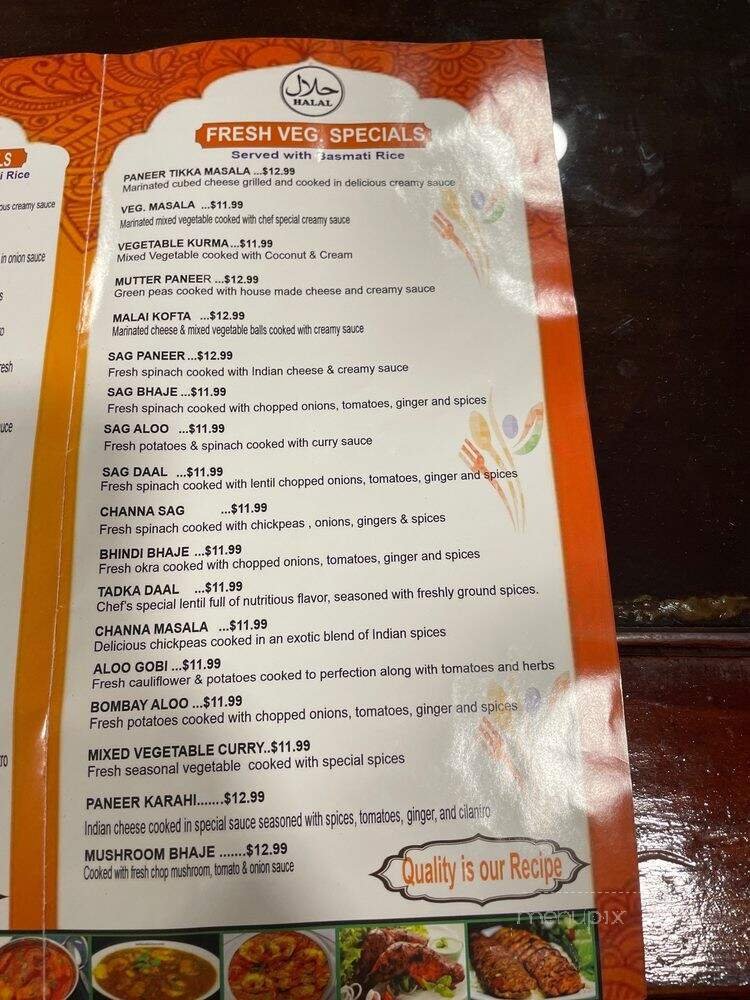 حلال
HALAL
FRESH VEG. SPECIALS
Served with Basmati Rice
PANEER TIKKA MASALA ...$12.99
Marinated cubed cheese grilled and cooked in delicious creamy sauce
VEG. MASALA ...$11.99
Marinated mixed vegetable cooked with chef special creamy sauce
VEGETABLE KURMA...$11.99
Mixed Vegetable cooked with Coconut & Cream
MUTTER PANEER ...$12.99
Green peas cooked with house made cheese and creamy sauce
MALAI KOFTA ...$12.99
Marinated cheese & mixed vegetable balls cooked with creamy sauce
SAG PANEER...$12.99
Fresh spinach cooked with Indian cheese & creamy sauce
SAG BHAJE ...$11.99
Fresh spinach cooked with chopped onions, tomatoes, ginger and spices
SAG ALOO ...$11.99
Fresh potatoes & spinach cooked with curry sauce
SAG DAAL ...$11.99
Fresh spinach cooked with lentil chopped onions, tomatoes, ginger and spices
CHANNA SAG ...$11.99
Fresh spinach cooked with chickpeas , onions, gingers & spices
BHINDI BHAJE ...$11.99
Fresh okra cooked with chopped onions, tomatoes, ginger and spices
TADKA DAAL ...$11.99
Chef's special lentil full of nutritious flavor, seasoned with freshly ground spices.
CHANNA MASALA ...$11.99
Delicious chickpeas cooked in an exotic blend of Indian spices
ALOO GOBI ...$11.99
Fresh cauliflower & potatoes cooked to perfection along with tomatoes and herbs
BOMBAY ALOO ...$11.99
Fresh potatoes cooked with chopped onions, tomatoes, ginger and spices
MIXED VEGETABLE CURRY..$11.99
Fresh seasonal vegetable cooked with special spices
PANEER KARAHI.......$12.99
Indian cheese cooked in special sauce seasoned with spices, tomatoes, ginger, and cilantro
MUSHROOM BHAJE .......$12.99
Cooked with fresh chop mushroom, tomato & onion sauce
Quality is our Recipe
menupix
Rice
creamy sauce
in onion sauce